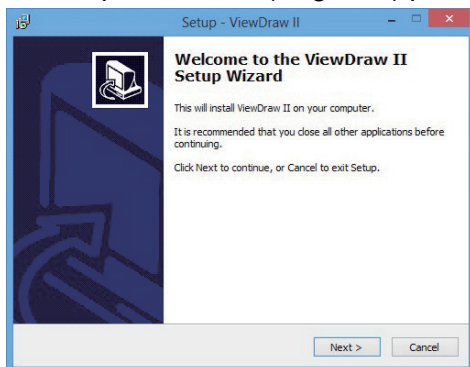 Setup - ViewDraw II
Welcome to the ViewDraw II
Setup Wizard
This will install ViewDraw II on your computer.
It is recommended that you close all other applications before
continuing.
Click Next to continue, or Cancel to exit Setup.
Next >
Cancel